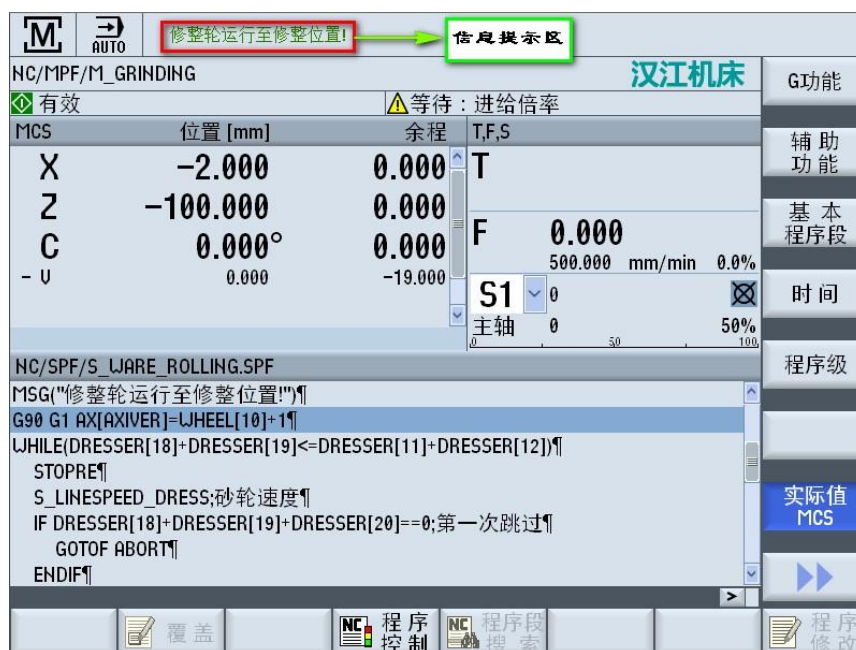 M AUTO 修整轮运行至修整位置! 信息提示区
NC/MPF/M_GRINDING 汉江机床
有效 等待：进给倍率
MCS 位置 [mm] 余程 T,F,S
X -2.000 0.000 T
Z -100.000 0.000
C 0.000° 0.000 F 0.000
500.000 mm/min 0.0%
- V 0.000 -19.000
S1 0
主轴 0 50%
0 50 100
NC/SPF/S_WARE_ROLLING.SPF
MSG("修整轮运行至修整位置!")¶
G90 G1 AX[AXIVER]=WHEEL[10]+1¶
WHILE(DRESSER[18]+DRESSER[19]<=DRESSER[11]+DRESSER[12])¶
STOPRE¶
S_LINESPEED_DRESS;砂轮速度¶
IF DRESSER[18]+DRESSER[19]+DRESSER[20]==0;第一次跳过¶
GOTOF ABORT¶
ENDIF¶
G功能
辅助
功能
基本
程序段
时间
程序级
实际值
MCS
覆盖
NC 程序
控制
NC 程序段
搜索
程序
修改